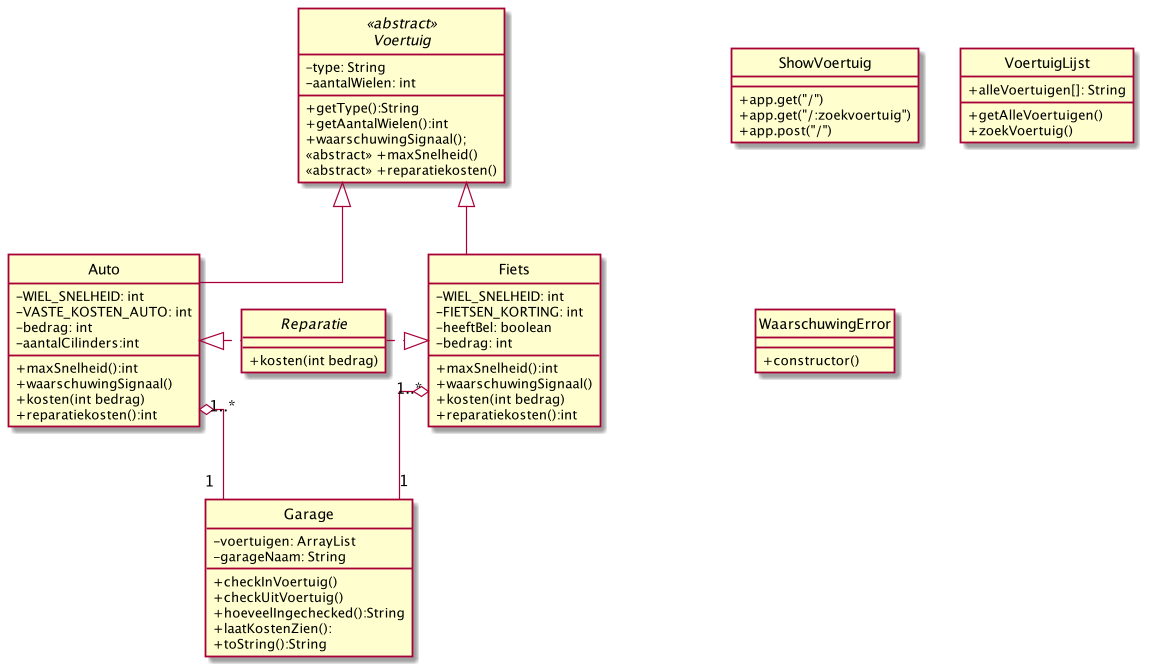 «abstract»
Voertuig
-type: String
-aantalWielen: int
+getType():String
+getAantalWielen():int
+waarschuwingSignaal();
«abstract» +maxSnelheid()
«abstract» +reparatiekosten()
ShowVoertuig
+app.get("/")
+app.get("/:zoekvoertuig")
+app.post("/")
VoertuigLijst
+alleVoertuigen[]: String
+getAlleVoertuigen()
+zoekVoertuig()
Auto
-WIEL_SNELHEID: int
-VASTE_KOSTEN_AUTO: int
-bedrag: int
-aantalCilinders:int
+maxSnelheid():int
+waarschuwingSignaal()
+kosten(int bedrag)
+reparatiekosten():int
Reparatie
+kosten(int bedrag)
Fiets
-WIEL_SNELHEID: int
-FIETSEN_KORTING: int
-heeftBel: boolean
-bedrag: int
+maxSnelheid():int
+waarschuwingSignaal()
+kosten(int bedrag)
+reparatiekosten():int
WaarschuwingError
+constructor()
1..*
1..*
1
1
Garage
-voertuigen: ArrayList
-garageNaam: String
+checkInVoertuig()
+checkUitVoertuig()
+hoeveelIngechecked():String
+laatKostenZien():
+toString():String